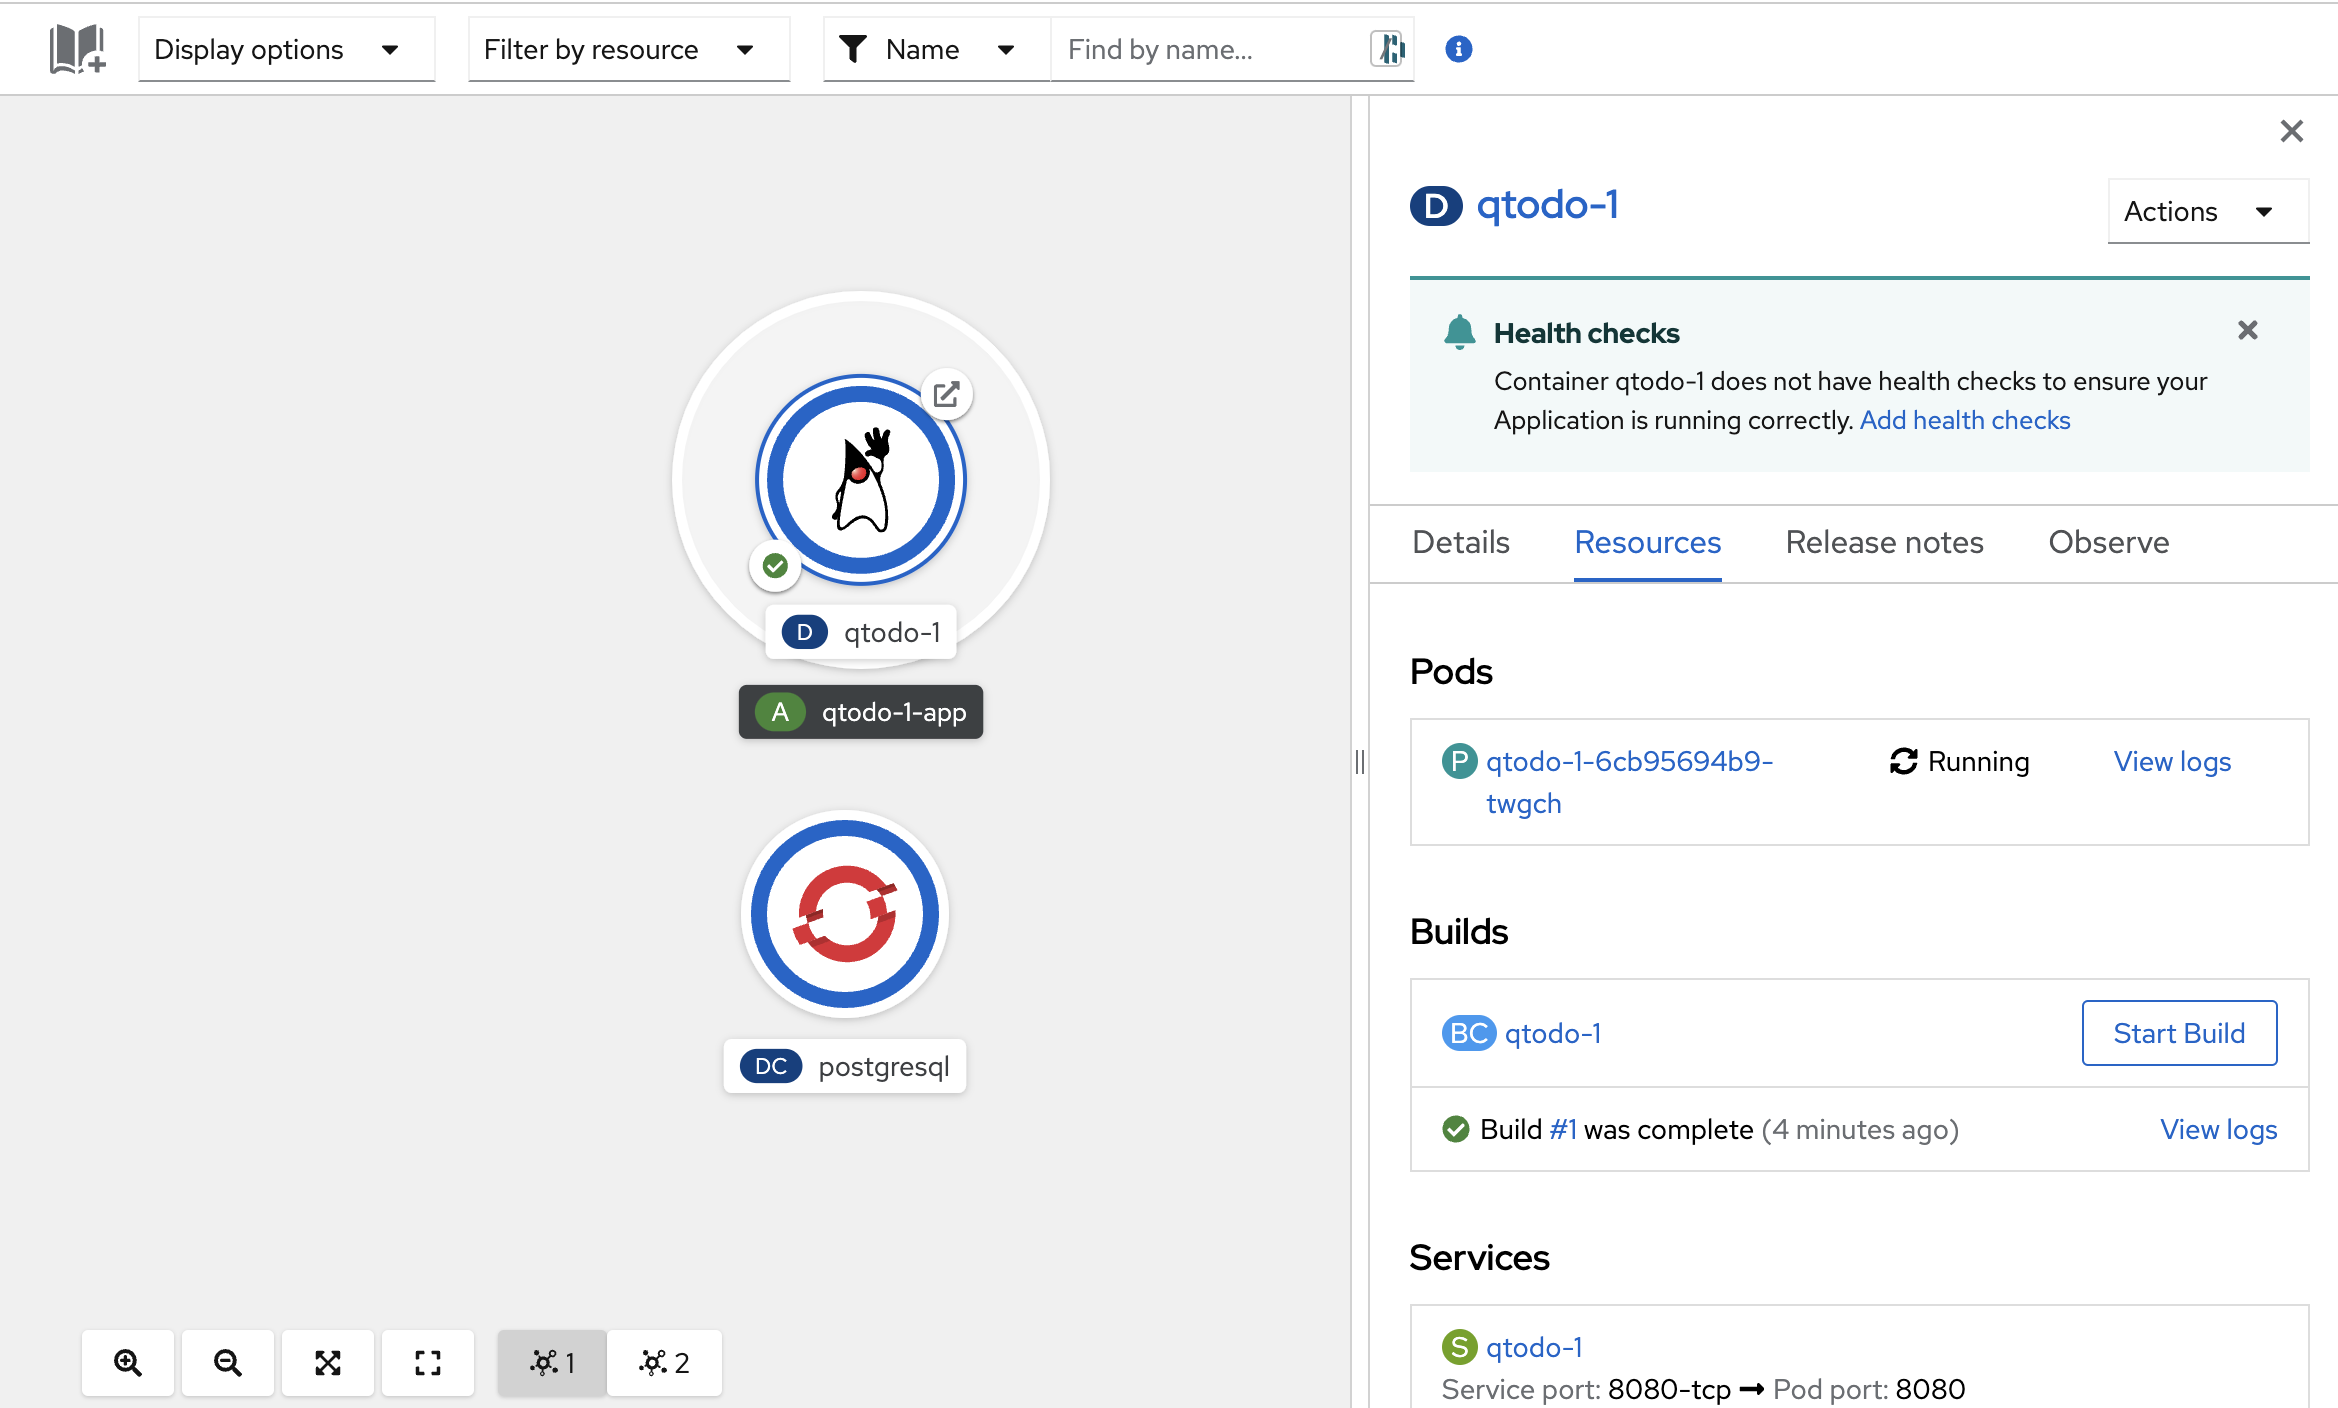 Display options
Filter by resource
Name
Find by name...
/
i
D qtodo-1
Actions
Health checks
Container qtodo-1 does not have health checks to ensure your
Application is running correctly. Add health checks
Details
Resources
Release notes
Observe
D qtodo-1
A qtodo-1-app
DC postgresql
Pods
P qtodo-1-6cb95694b9-
twgch
Running
View logs
Builds
BC qtodo-1
Start Build
Build #1 was complete (4 minutes ago)
View logs
Services
S qtodo-1
Service port: 8080-tcp ➞ Pod port: 8080
1
2